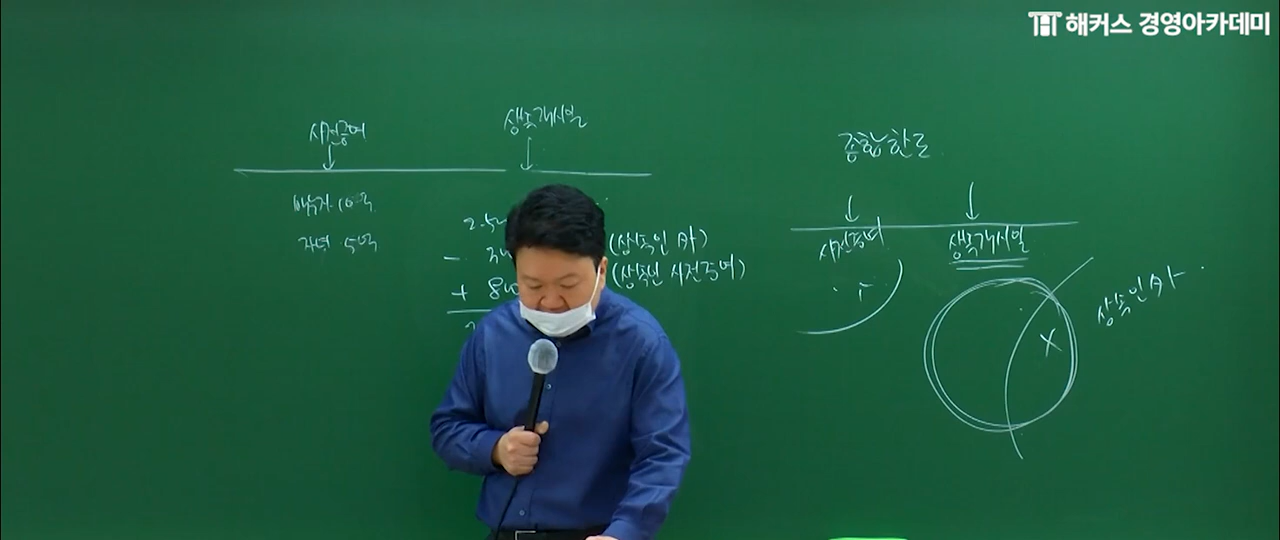 해커스 경영아카데미
사전증여
상속개시일
배우자 10억
자녀 5억
(상속인 外)
(상속인 사전증여)
종합한도
사전증여
상속개시일
X
상속인 外